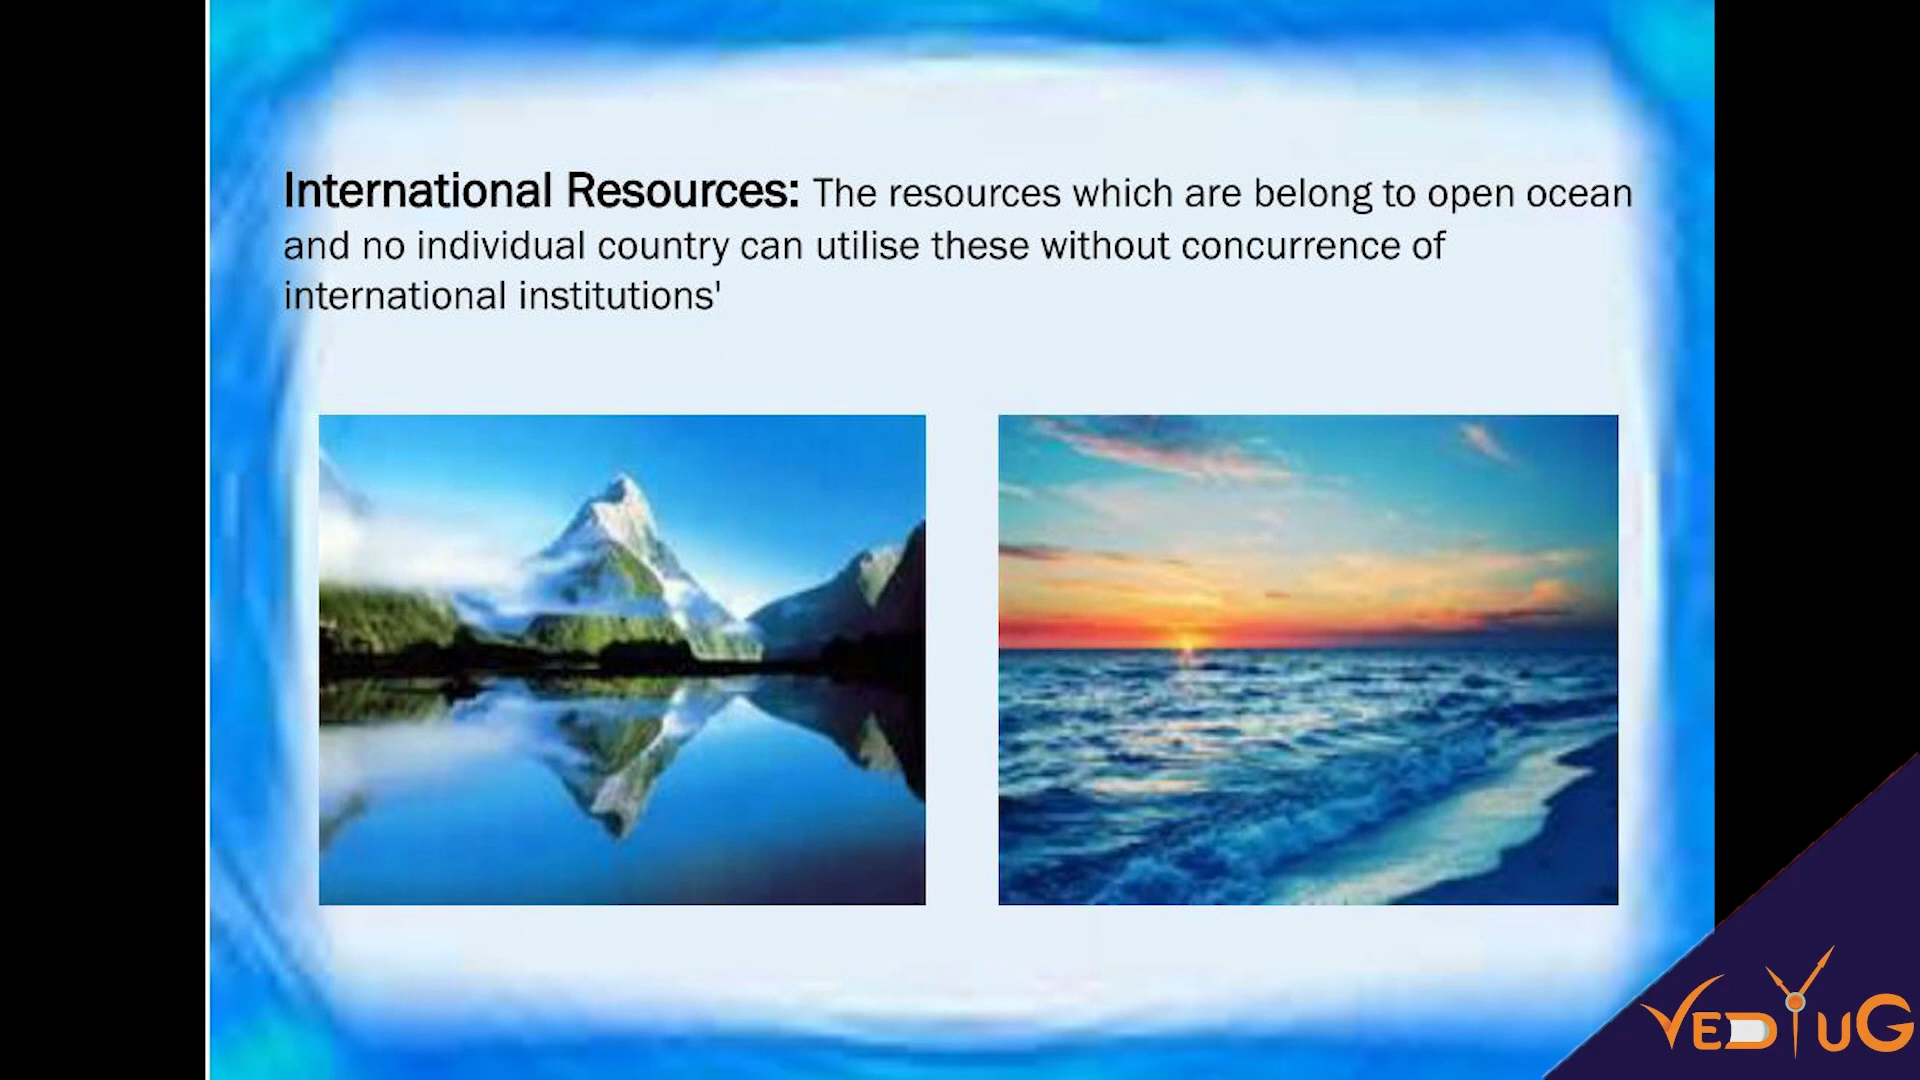 International Resources: The resources which are belong to open ocean
and no individual country can utilise these without concurrence of
international institutions'
VEDYUG